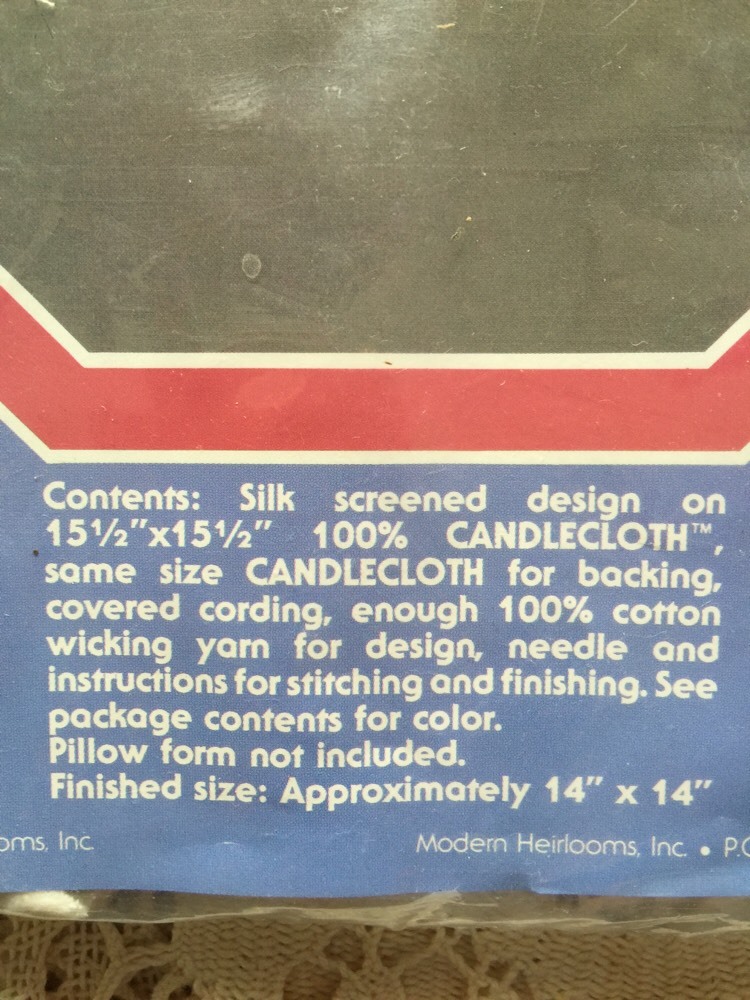 Contents: Silk screened design on
15½"x15½" 100% CANDLECLOTH™,
same size CANDLECLOTH for backing,
covered cording, enough 100% cotton
wicking yarn for design, needle and
instructions for stitching and finishing. See
package contents for color.
Pillow form not included.
Finished size: Approximately 14" x 14"
oms, Inc. Modern Heirlooms, Inc. • P.O